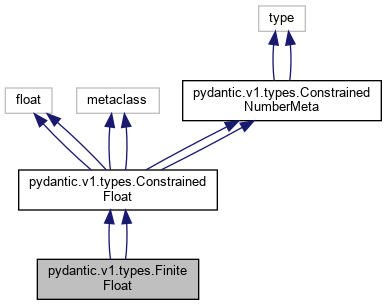 type
float
metaclass
pydantic.v1.types.Constrained
NumberMeta
pydantic.v1.types.Constrained
Float
pydantic.v1.types.Finite
Float